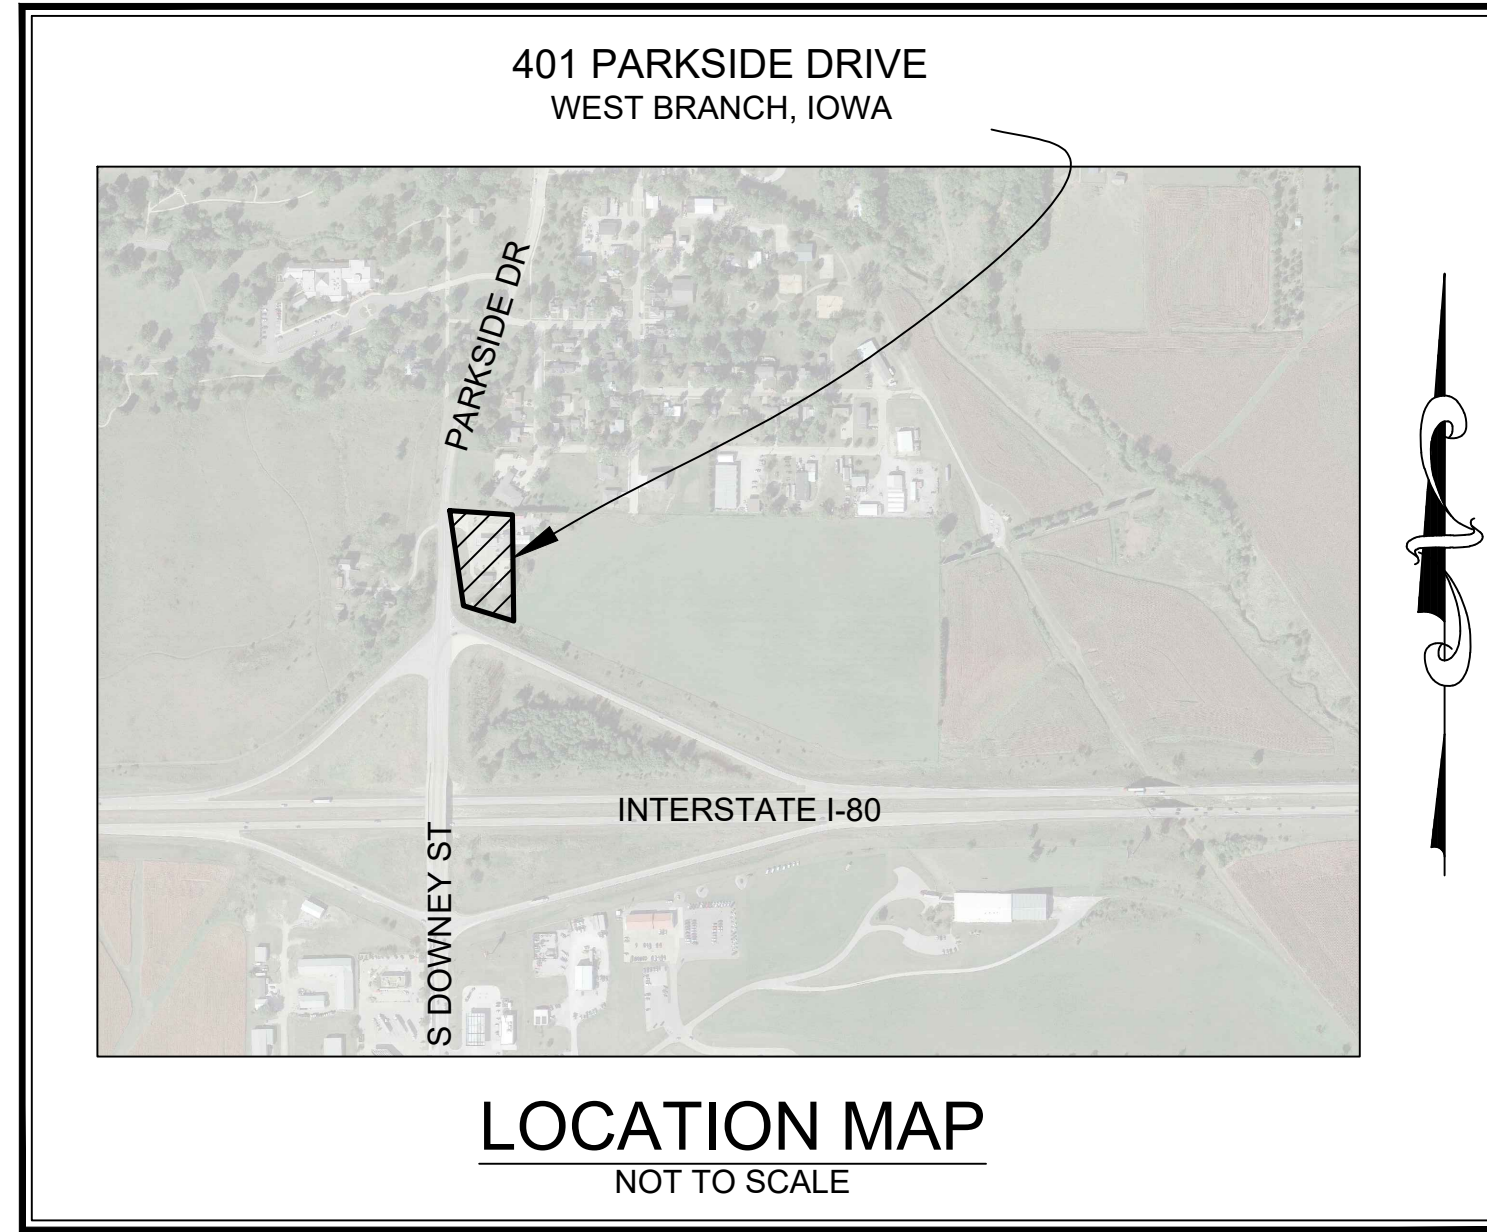 401 PARKSIDE DRIVE
WEST BRANCH, IOWA
PARKSIDE DR
INTERSTATE I-80
S DOWNEY ST
LOCATION MAP
NOT TO SCALE